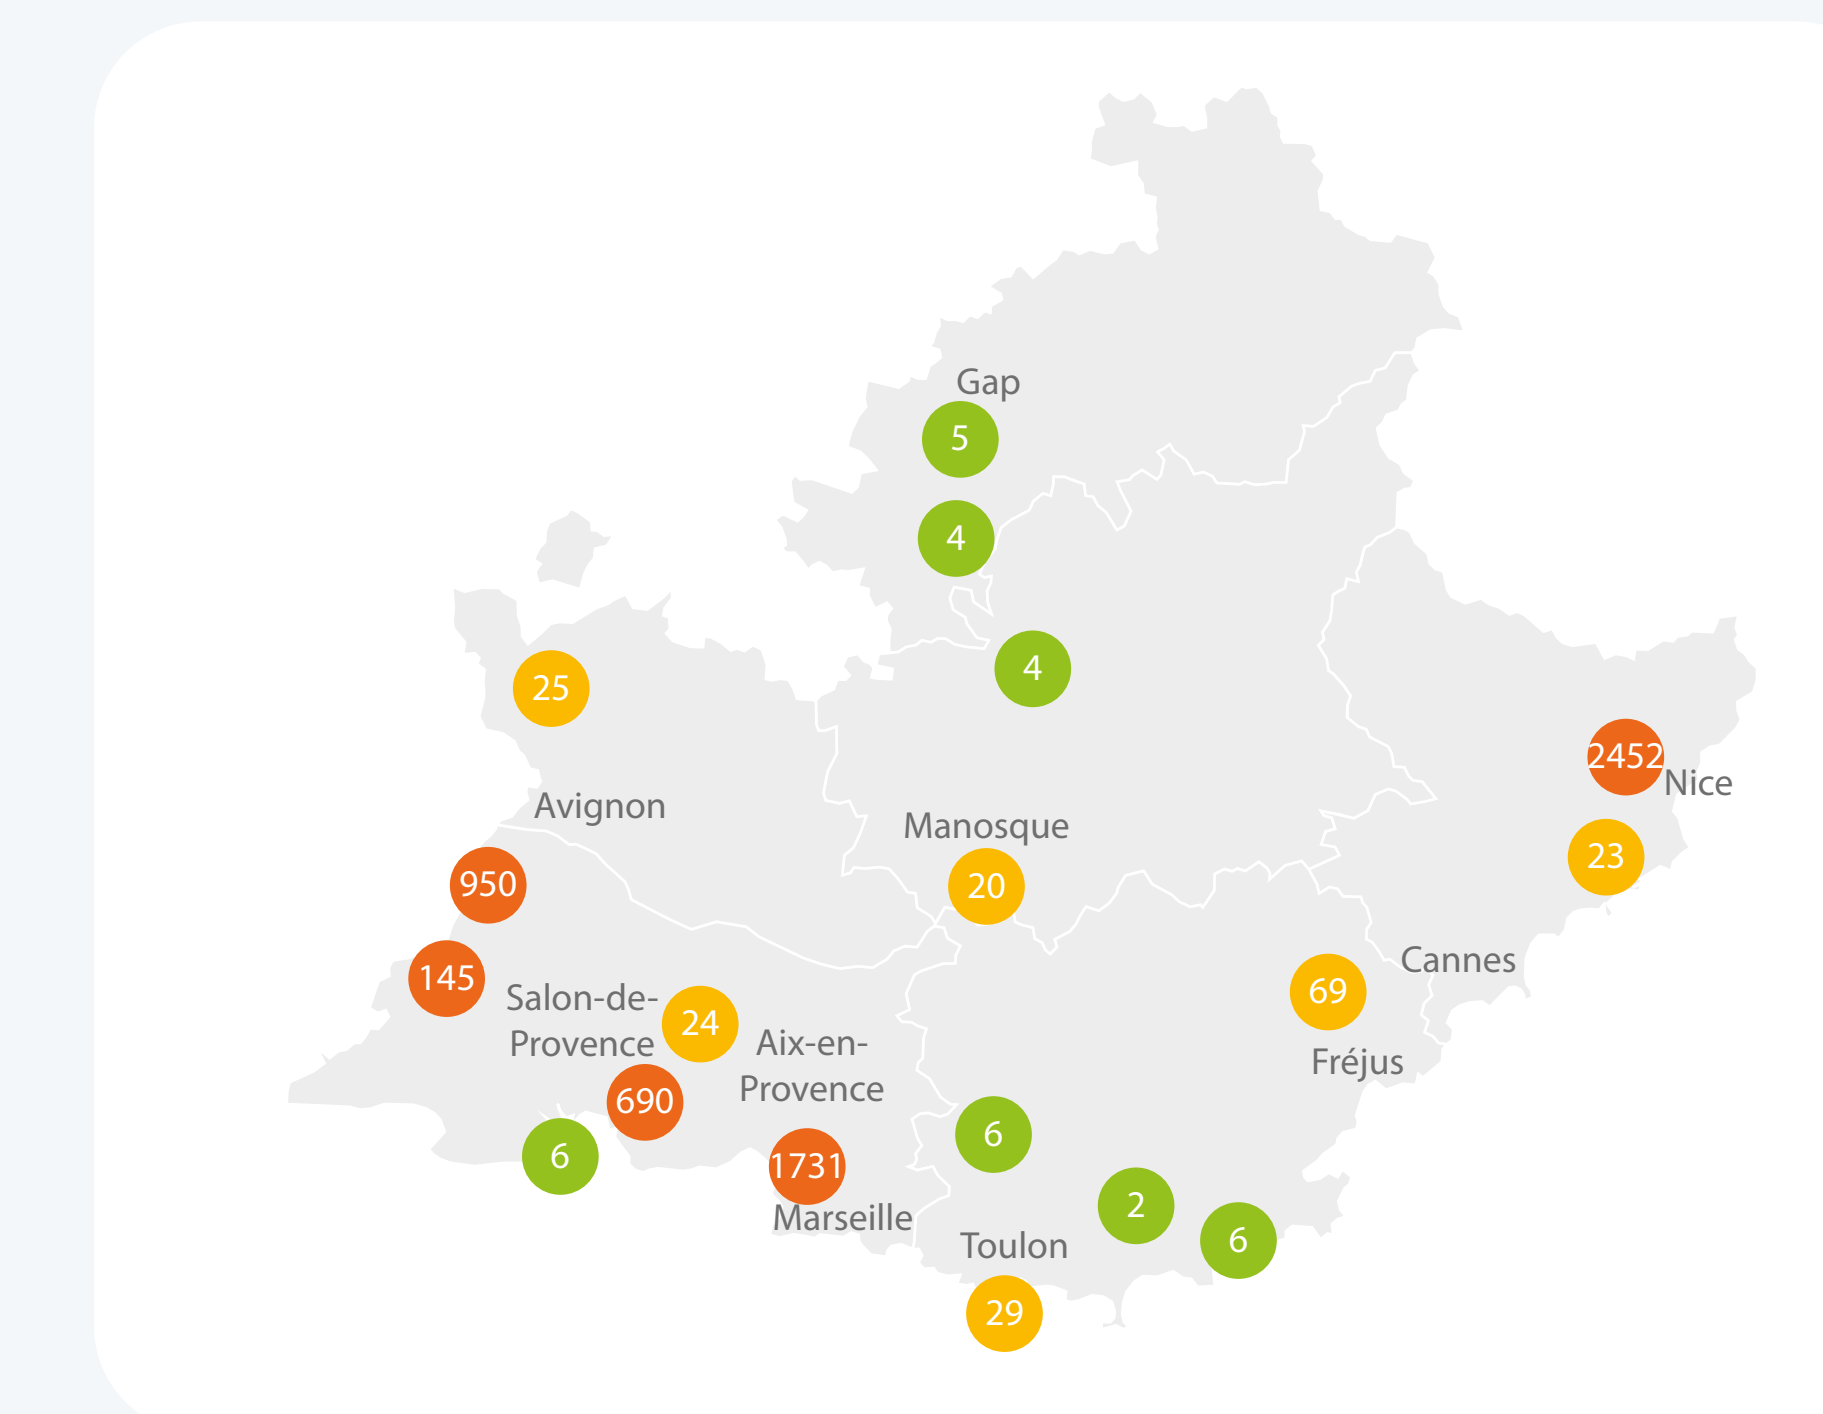 Gap
5
4
4
25
2452
Nice
Avignon
Manosque
23
950
20
145
Cannes
69
Salon-de-
Provence
24
Aix-en-
Provence
Fréjus
690
6
6
1731
Marseille
2
6
Toulon
29